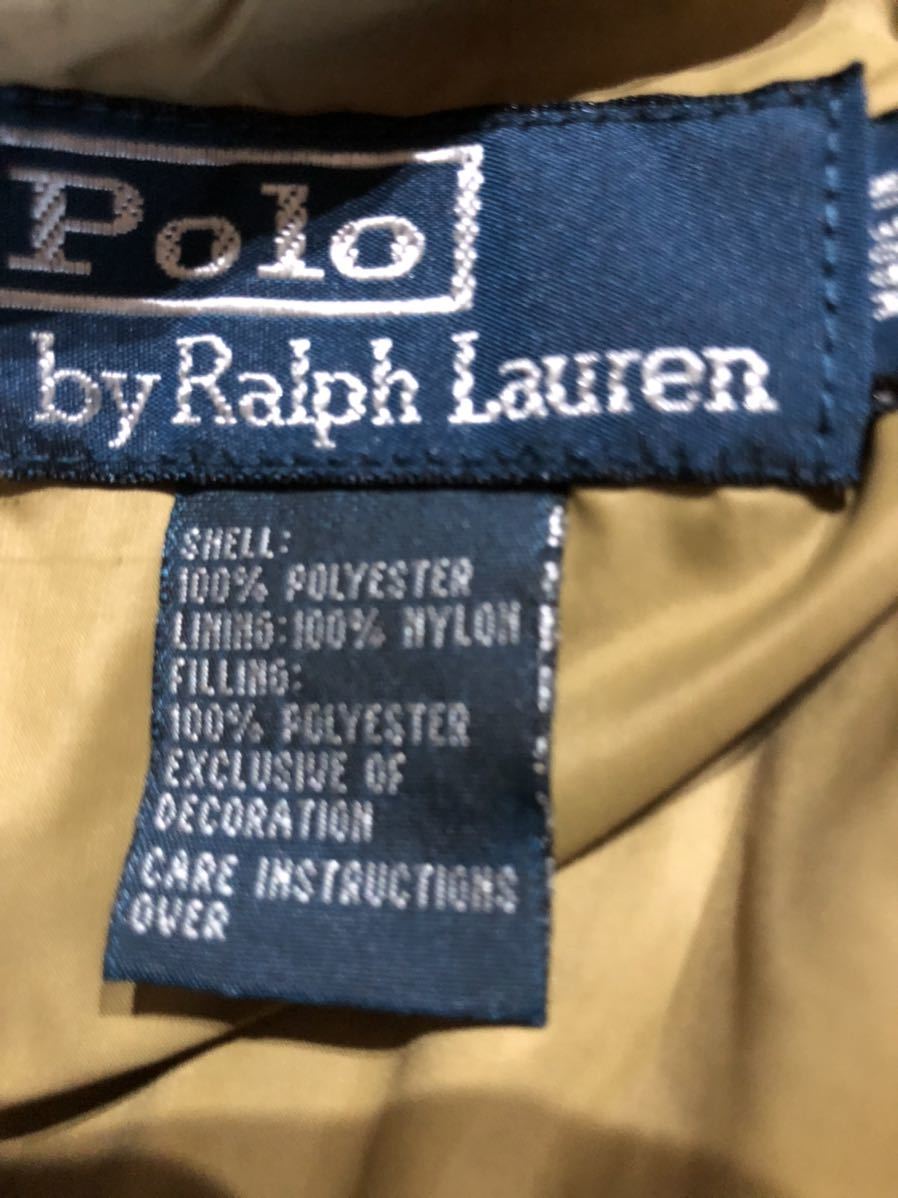 Polo
by Ralph Lauren
SHELL:
100% POLYESTER
LINING: 100% NYLON
FILLING:
100% POLYESTER
EXCLUSIVE OF
DECORATION
CARE INSTRUCTIONS
OVER